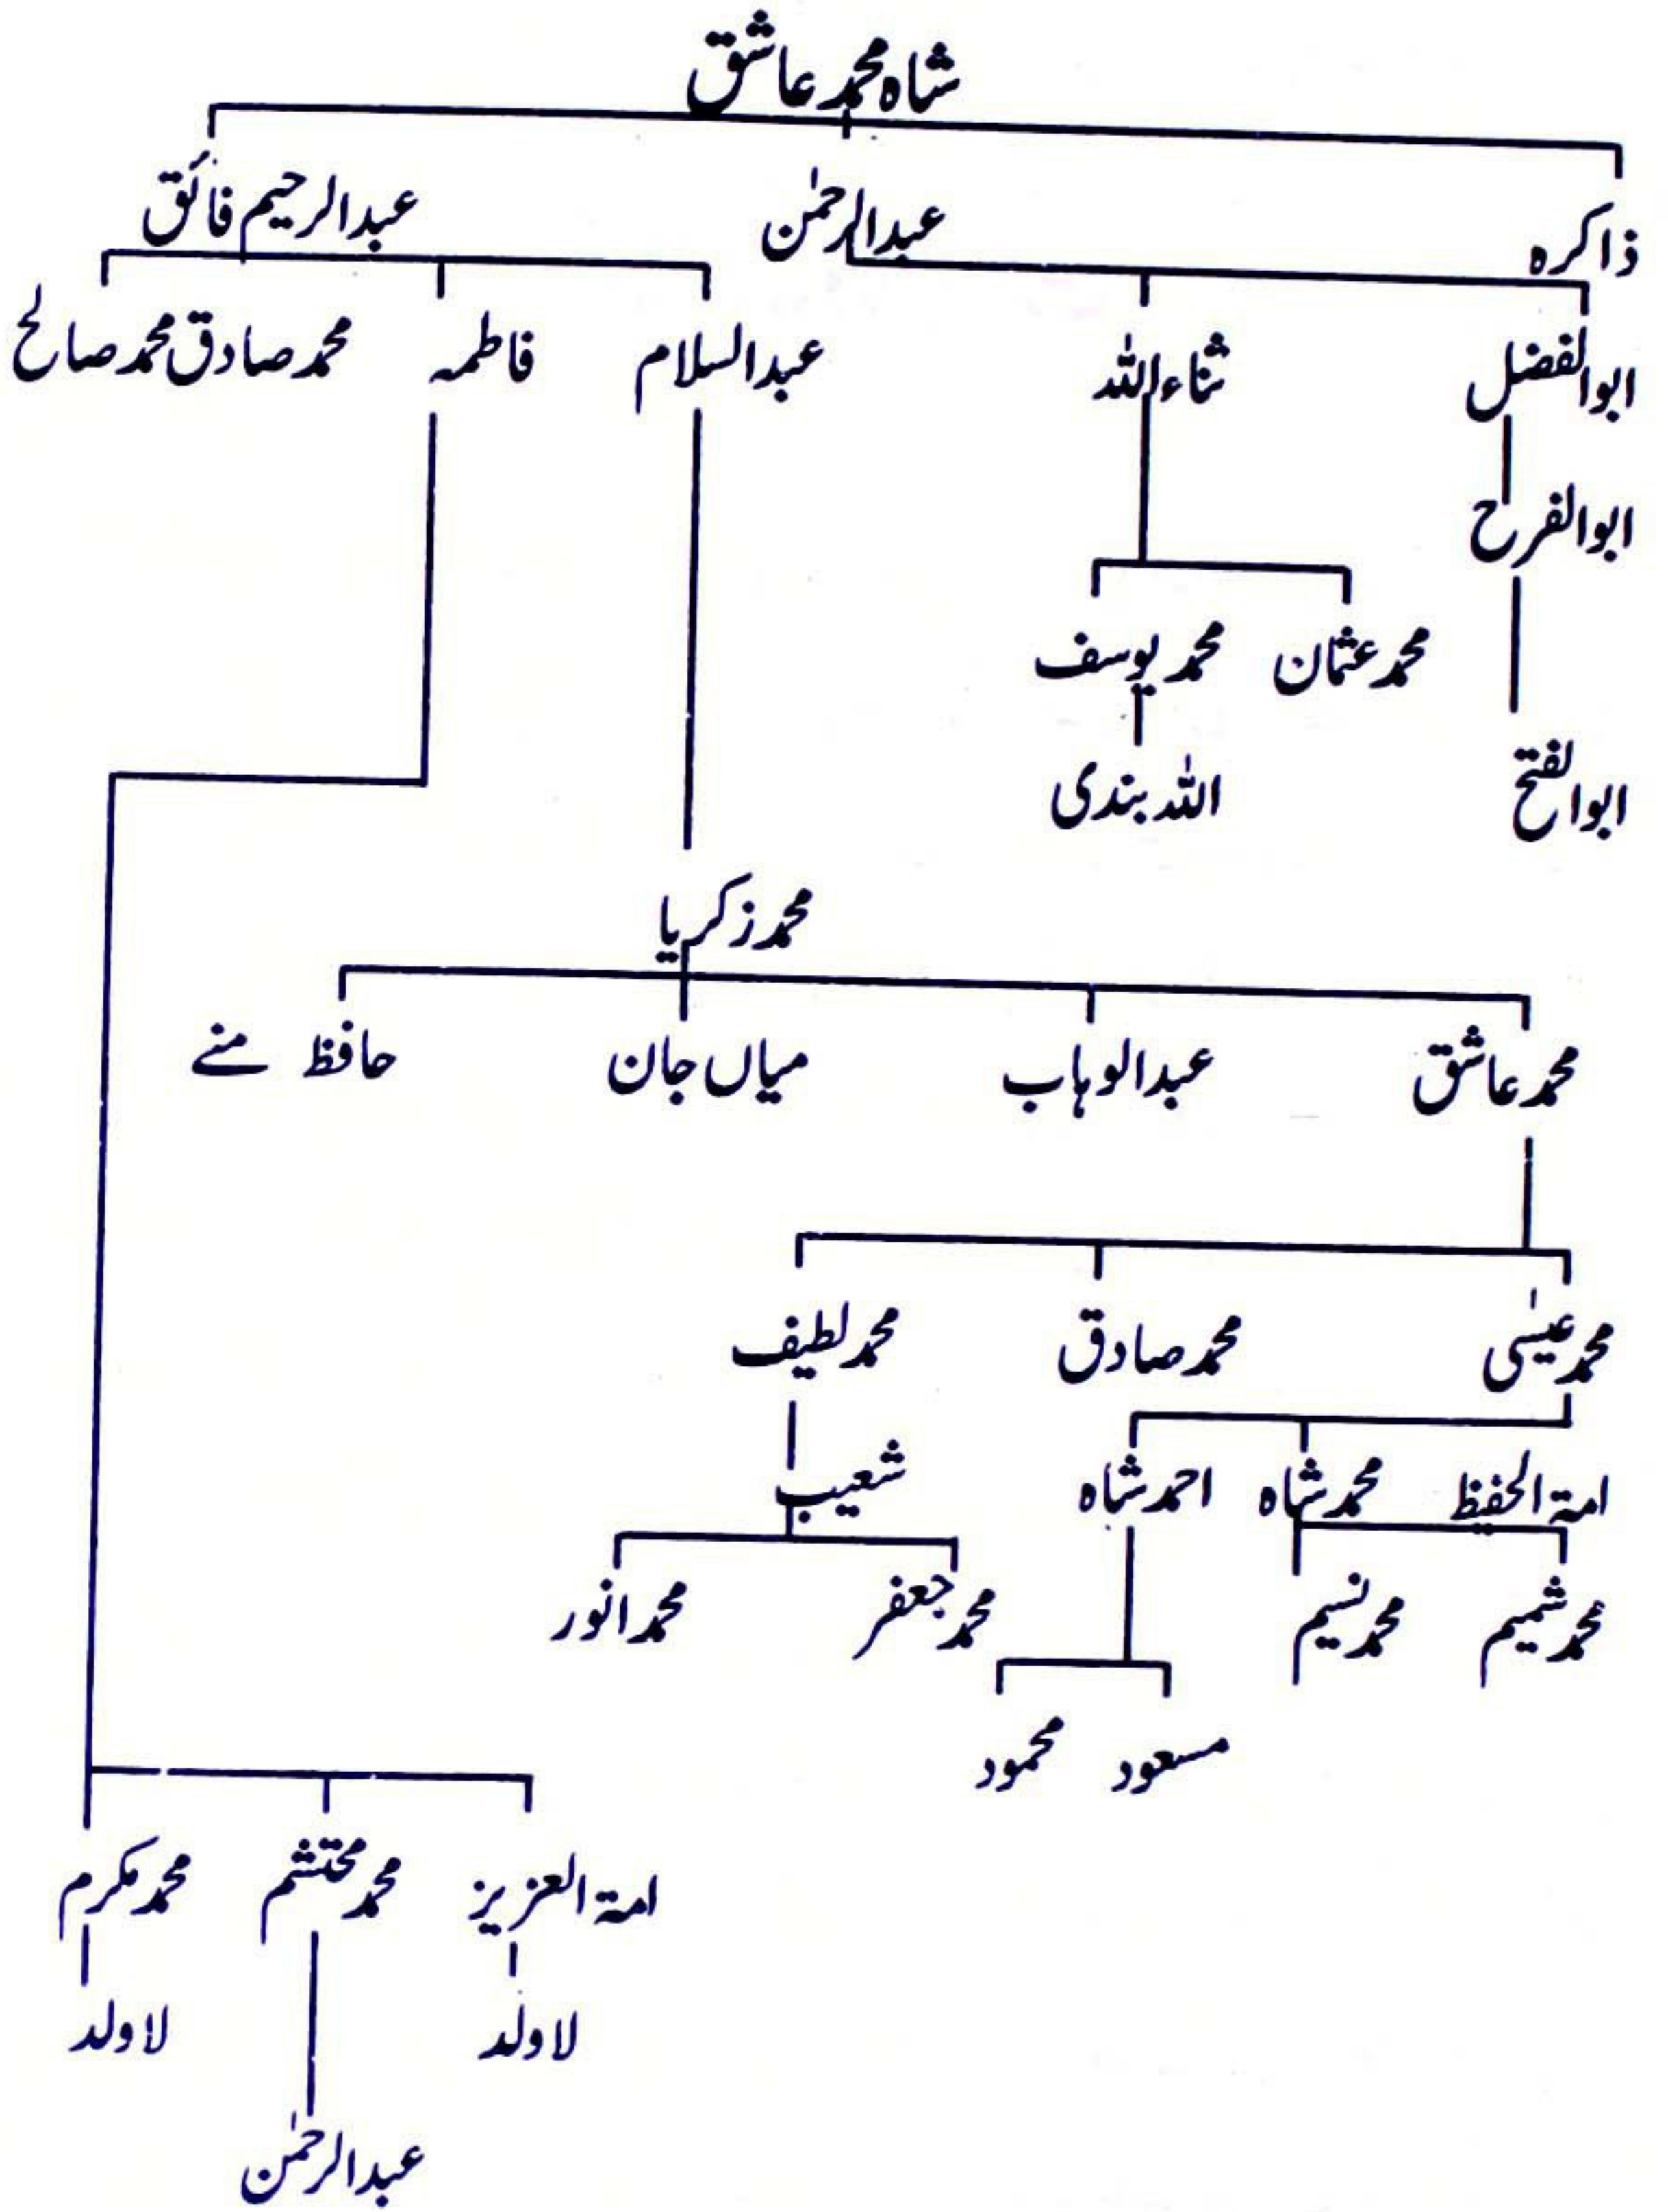 شاہ محمد عاشق
ذاکرہ عبدالرحمٰن عبدالرحیم فائق
ابوالفضل ثناءاللہ عبدالسلام فاطمہ محمد صادق محمد صالح
ابوالفرح
محمد عثمان محمد یوسف
ابوالفتح اللہ بندی
محمد زکریا
محمد عاشق عبدالوہاب میاں جان حافظ منے
محمد عیسٰی محمد صادق محمد لطیف
امۃ الحفیظ محمد شاہ احمد شاہ شعیب
محمد شمیم محمد نسیم محمد جعفر محمد انور
مسعود محمود
امۃ العزیز محمد محتشم محمد مکرم
لاولد لاولد
عبدالرحمٰن